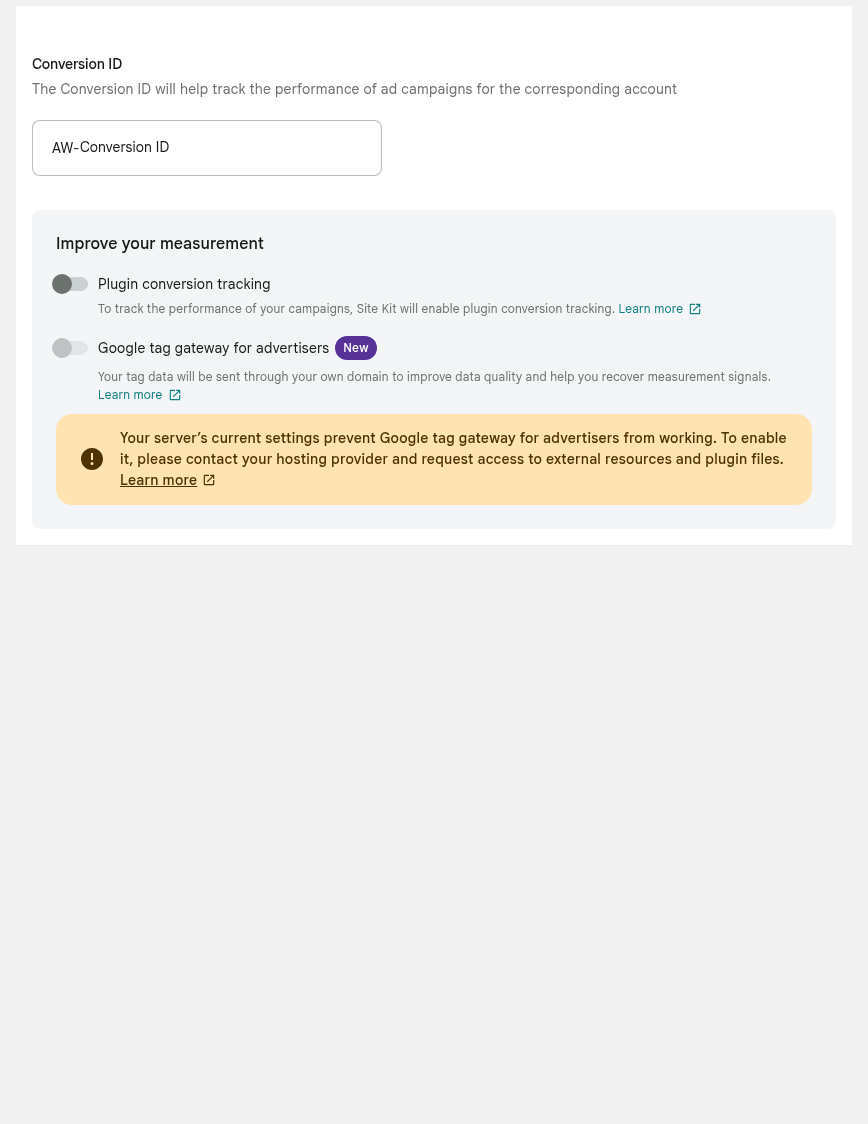 Conversion ID
The Conversion ID will help track the performance of ad campaigns for the corresponding account
AW-Conversion ID
Improve your measurement
Plugin conversion tracking
To track the performance of your campaigns, Site Kit will enable plugin conversion tracking. Learn more
Google tag gateway for advertisers New
Your tag data will be sent through your own domain to improve data quality and help you recover measurement signals.
Learn more
Your server’s current settings prevent Google tag gateway for advertisers from working. To enable
it, please contact your hosting provider and request access to external resources and plugin files.
Learn more